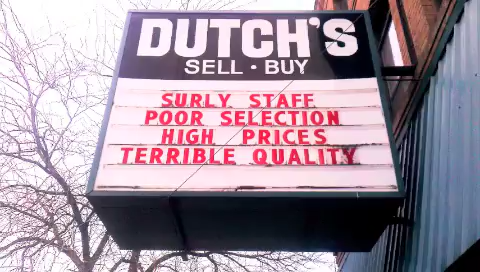 DUTCH'S
SELL · BUY
SURLY STAFF
POOR SELECTION
HIGH PRICES
TERRIBLE QUALITY